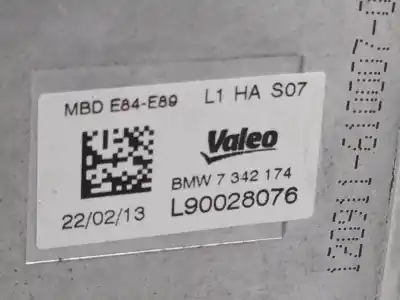 MBD E84-E89 L1 HA S07
Valeo
BMW 7 342 174
22/02/13 L90028076